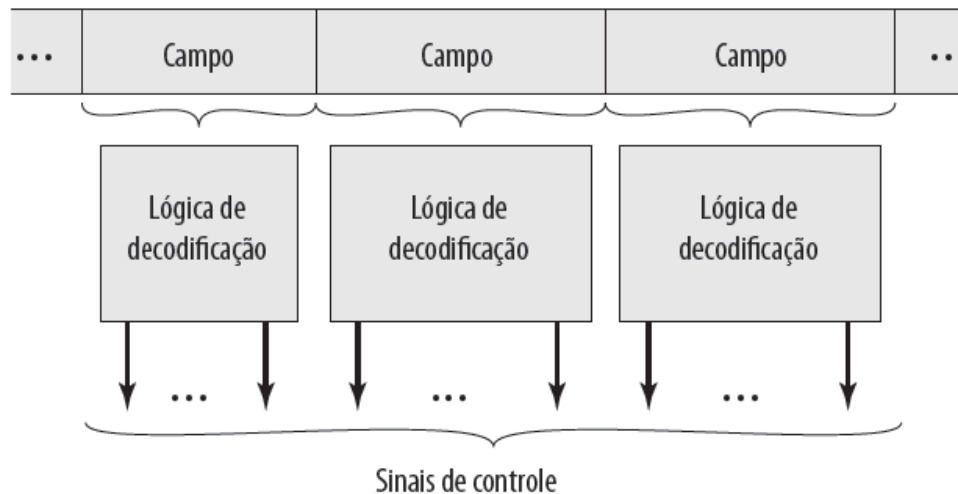 ... Campo Campo Campo ..
Lógica de Lógica de Lógica de
decodificação decodificação decodificação
... ... ...
Sinais de controle